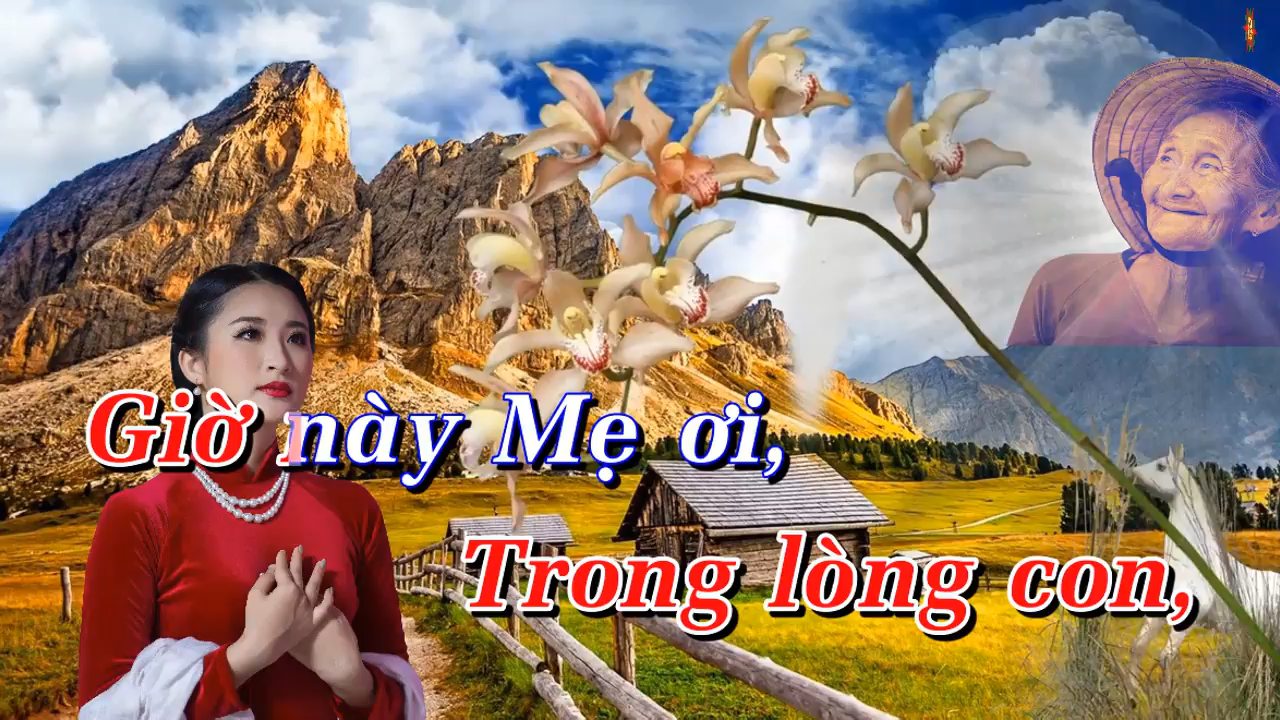 Giờ này Mẹ ơi,
Trong lòng con,